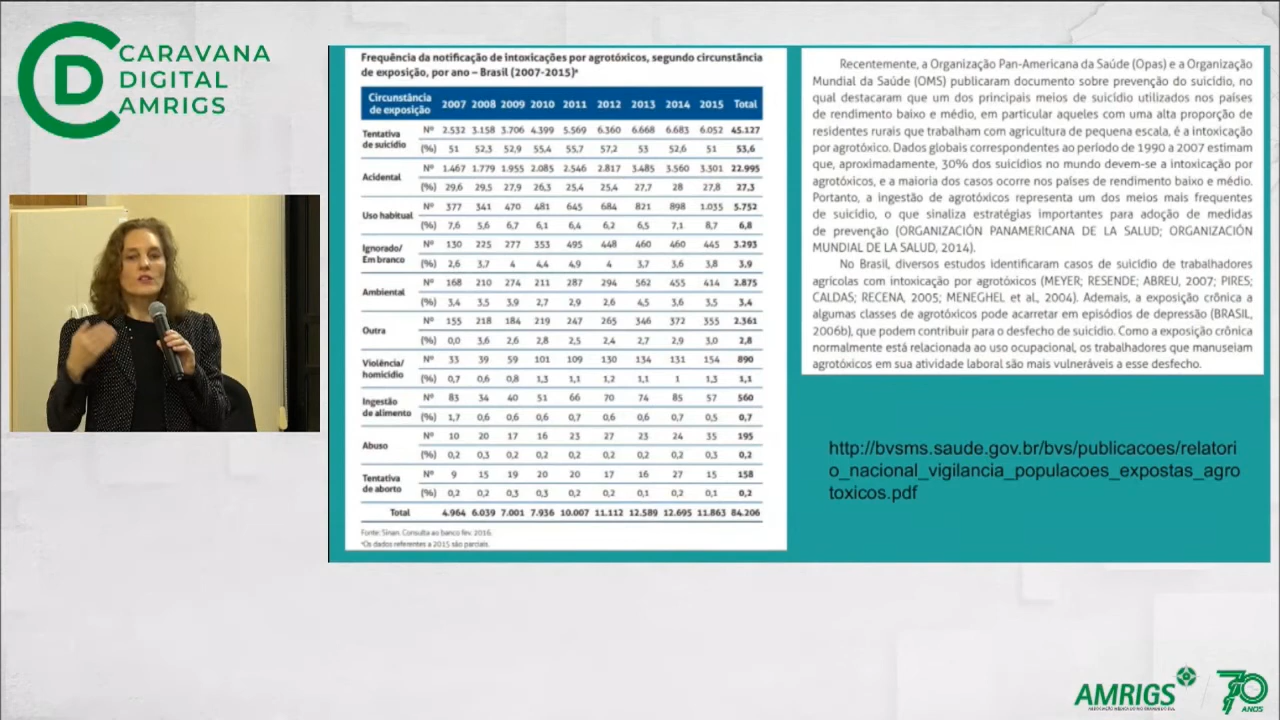 CARAVANA
DIGITAL
AMRIGS
Frequência da notificação de intoxicações por agrotóxicos, segundo circunstância
de exposição, por ano – Brasil (2007-2015)ª
Circunstância de exposição 2007 2008 2009 2010 2011 2012 2013 2014 2015 Total
Tentativa de suicídio Nº 2.532 3.158 3.706 4.399 5.569 6.360 6.668 6.683 6.052 45.127
(%) 51 52,3 52,9 55,4 55,7 57,2 53 52,6 51 53,6
Acidental Nº 1.467 1.779 1.955 2.085 2.546 2.817 3.485 3.560 3.301 22.995
(%) 29,6 29,5 27,9 26,3 25,4 25,4 27,7 28 27,8 27,3
Uso habitual Nº 377 341 470 481 645 684 821 898 1.035 5.752
(%) 7,6 5,6 6,7 6,1 6,4 6,2 6,5 7,1 8,7 6,8
Ignorado/ Em branco Nº 130 225 277 353 495 448 460 460 445 3.293
(%) 2,6 3,7 4 4,4 4,9 4 3,7 3,6 3,8 3,9
Ambiental Nº 168 210 274 211 287 294 562 455 414 2.875
(%) 3,4 3,5 3,9 2,7 2,9 2,6 4,5 3,6 3,5 3,4
Outra Nº 155 218 184 219 247 265 346 372 355 2.361
(%) 0,0 3,6 2,6 2,8 2,5 2,4 2,7 2,9 3,0 2,8
Violência/ homicídio Nº 33 39 59 101 109 130 134 131 154 890
(%) 0,7 0,6 0,8 1,3 1,1 1,2 1,1 1 1,3 1,1
Ingestão de alimento Nº 83 34 40 51 66 70 74 85 57 560
(%) 1,7 0,6 0,6 0,6 0,7 0,6 0,6 0,7 0,5 0,7
Abuso Nº 10 20 17 16 23 27 23 24 35 195
(%) 0,2 0,3 0,2 0,2 0,2 0,2 0,2 0,2 0,3 0,2
Tentativa de aborto Nº 9 15 19 20 20 17 16 27 15 158
(%) 0,2 0,2 0,3 0,3 0,2 0,2 0,1 0,2 0,1 0,2
Total 4.964 6.039 7.001 7.936 10.007 11.112 12.589 12.695 11.863 84.206
Fonte: Sinan. Consulta ao banco fev. 2016.
ªOs dados referentes a 2015 são parciais.
Recentemente, a Organização Pan-Americana da Saúde (Opas) e a Organização
Mundial da Saúde (OMS) publicaram documento sobre prevenção do suicídio, no
qual destacaram que um dos principais meios de suicídio utilizados nos países
de rendimento baixo e médio, em particular aqueles com uma alta proporção de
residentes rurais que trabalham com agricultura de pequena escala, é a intoxicação
por agrotóxico. Dados globais correspondentes ao período de 1990 a 2007 estimam
que, aproximadamente, 30% dos suicídios no mundo devem-se a intoxicação por
agrotóxicos, e a maioria dos casos ocorre nos países de rendimento baixo e médio.
Portanto, a ingestão de agrotóxicos representa um dos meios mais frequentes
de suicídio, o que sinaliza estratégias importantes para adoção de medidas
de prevenção (ORGANIZACIÓN PANAMERICANA DE LA SALUD; ORGANIZACIÓN
MUNDIAL DE LA SALUD, 2014).
No Brasil, diversos estudos identificaram casos de suicídio de trabalhadores
agrícolas com intoxicação por agrotóxicos (MEYER; RESENDE; ABREU, 2007; PIRES;
CALDAS; RECENA, 2005; MENEGHEL et al., 2004). Ademais, a exposição crônica a
algumas classes de agrotóxicos pode acarretar em episódios de depressão (BRASIL,
2006b), que podem contribuir para o desfecho de suicídio. Como a exposição crônica
normalmente está relacionada ao uso ocupacional, os trabalhadores que manuseiam
agrotóxicos em sua atividade laboral são mais vulneráveis a esse desfecho.
http://bvsms.saude.gov.br/bvs/publicacoes/relatori
o_nacional_vigilancia_populacoes_expostas_agro
toxicos.pdf
AMRIGS
ASSOCIAÇÃO MÉDICA DO RIO GRANDE DO SUL
70
ANOS